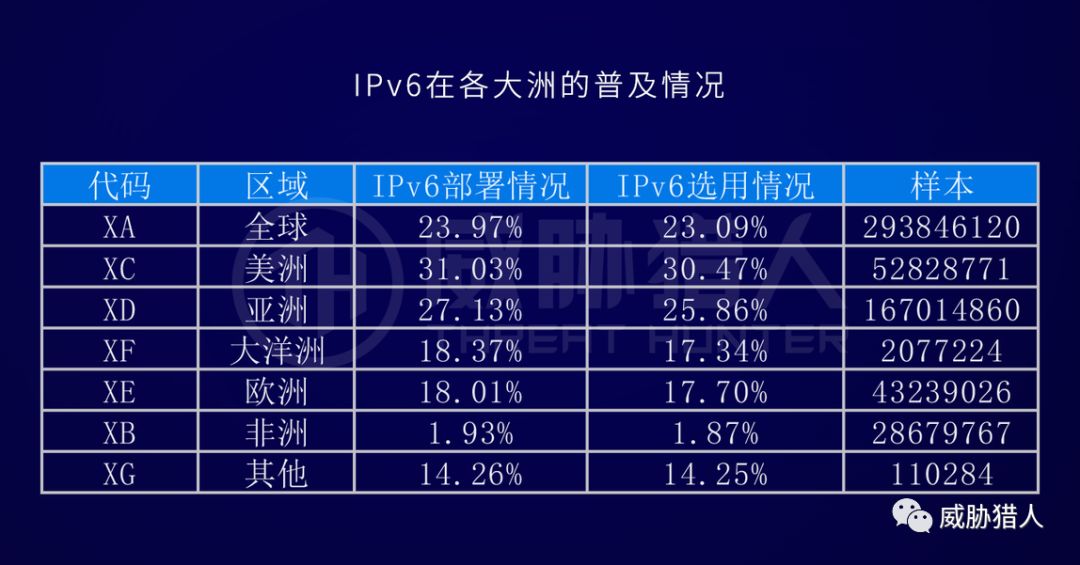 IPv6在各大洲的普及情况
代码 区域 IPv6部署情况 IPv6选用情况 样本
XA 全球 23.97% 23.09% 293846120
XC 美洲 31.03% 30.47% 52828771
XD 亚洲 27.13% 25.86% 167014860
XF 大洋洲 18.37% 17.34% 2077224
XE 欧洲 18.01% 17.70% 43239026
XB 非洲 1.93% 1.87% 28679767
XG 其他 14.26% 14.25% 110284
威胁猎人
THREAT HUNTER
威胁猎人